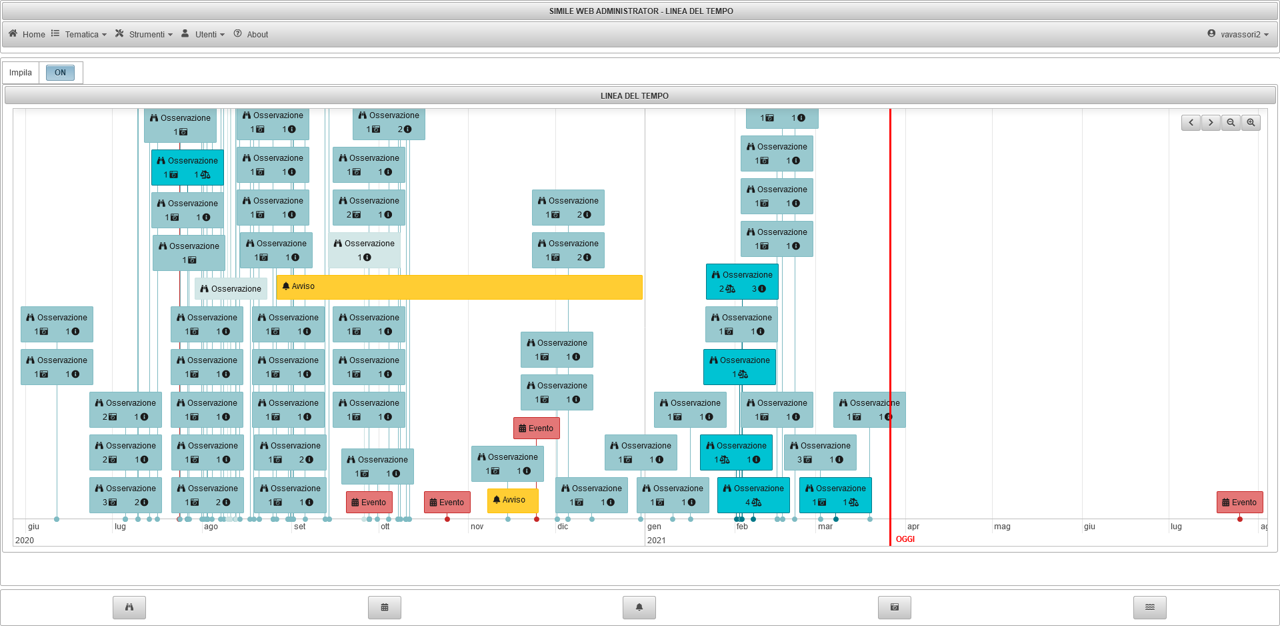 SIMILE WEB ADMINISTRATOR - LINEA DEL TEMPO
Home Tematica Strumenti Utenti About vavassori2
Impila ON
LINEA DEL TEMPO
Osservazione Osservazione Osservazione
1 1 1 1 2 1 1
Osservazione Osservazione Osservazione Osservazione
1 1 1 1 1 1 1 1
Osservazione Osservazione Osservazione Osservazione Osservazione
1 1 1 1 2 1 1 2 1 1
Osservazione Osservazione Osservazione Osservazione Osservazione
1 1 1 1 1 2 1 1
Osservazione Avviso Osservazione
2 3
Osservazione Osservazione Osservazione Osservazione Osservazione
1 1 1 1 1 1 1 1 1 1
Osservazione Osservazione Osservazione Osservazione Osservazione Osservazione
1 1 1 1 1 1 1 1 1 1 1
Osservazione Osservazione Osservazione Osservazione Osservazione Osservazione Osservazione Osservazione
2 1 1 1 1 1 1 1 1 1 1 1 1 1 1 1
Evento
Osservazione Osservazione Osservazione Osservazione Osservazione Osservazione Osservazione Osservazione
2 1 1 1 1 2 1 1 1 1 1 1 1 1 3 1
Osservazione Osservazione Osservazione Evento Evento Avviso Osservazione Osservazione Osservazione Osservazione Evento
3 2 1 2 1 1 1 1 1 1 4 1 1
giu lug ago set ott nov dic gen feb mar apr mag giu lug ag
2020 2021 OGGI